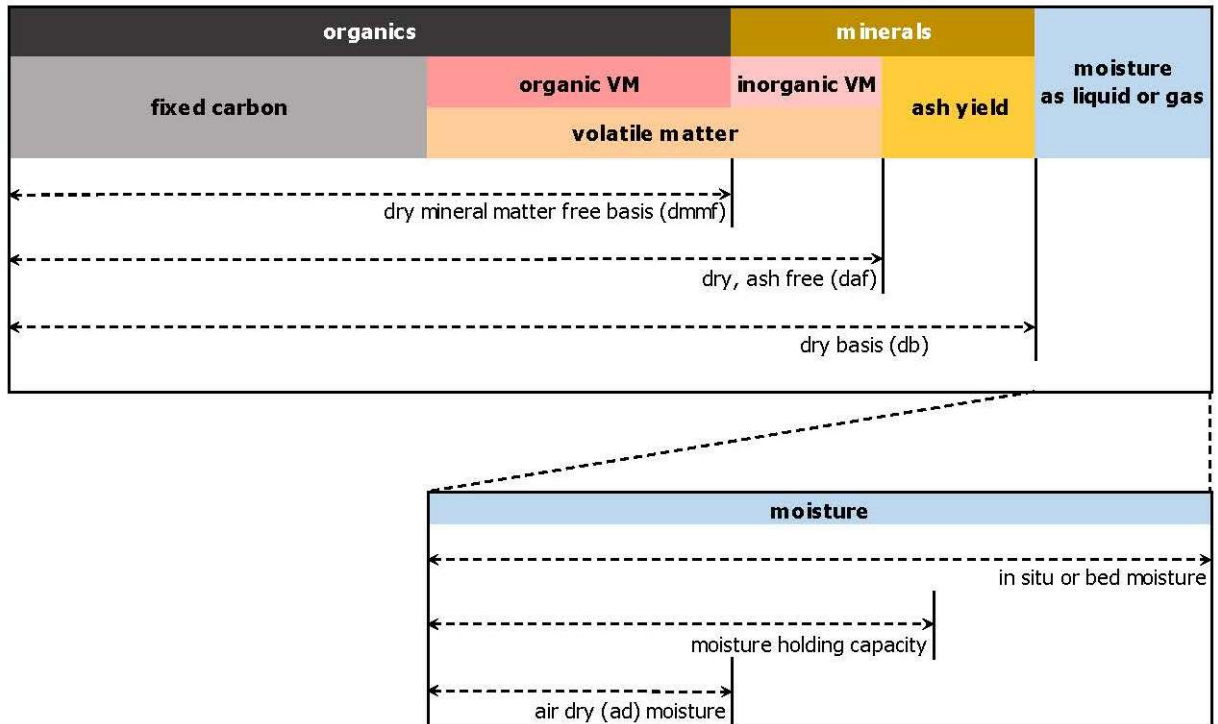 organics
minerals
moisture
as liquid or gas
fixed carbon
organic VM
inorganic VM
ash yield
volatile matter
dry mineral matter free basis (dmmf)
dry, ash free (daf)
dry basis (db)
moisture
in situ or bed moisture
moisture holding capacity
air dry (ad) moisture